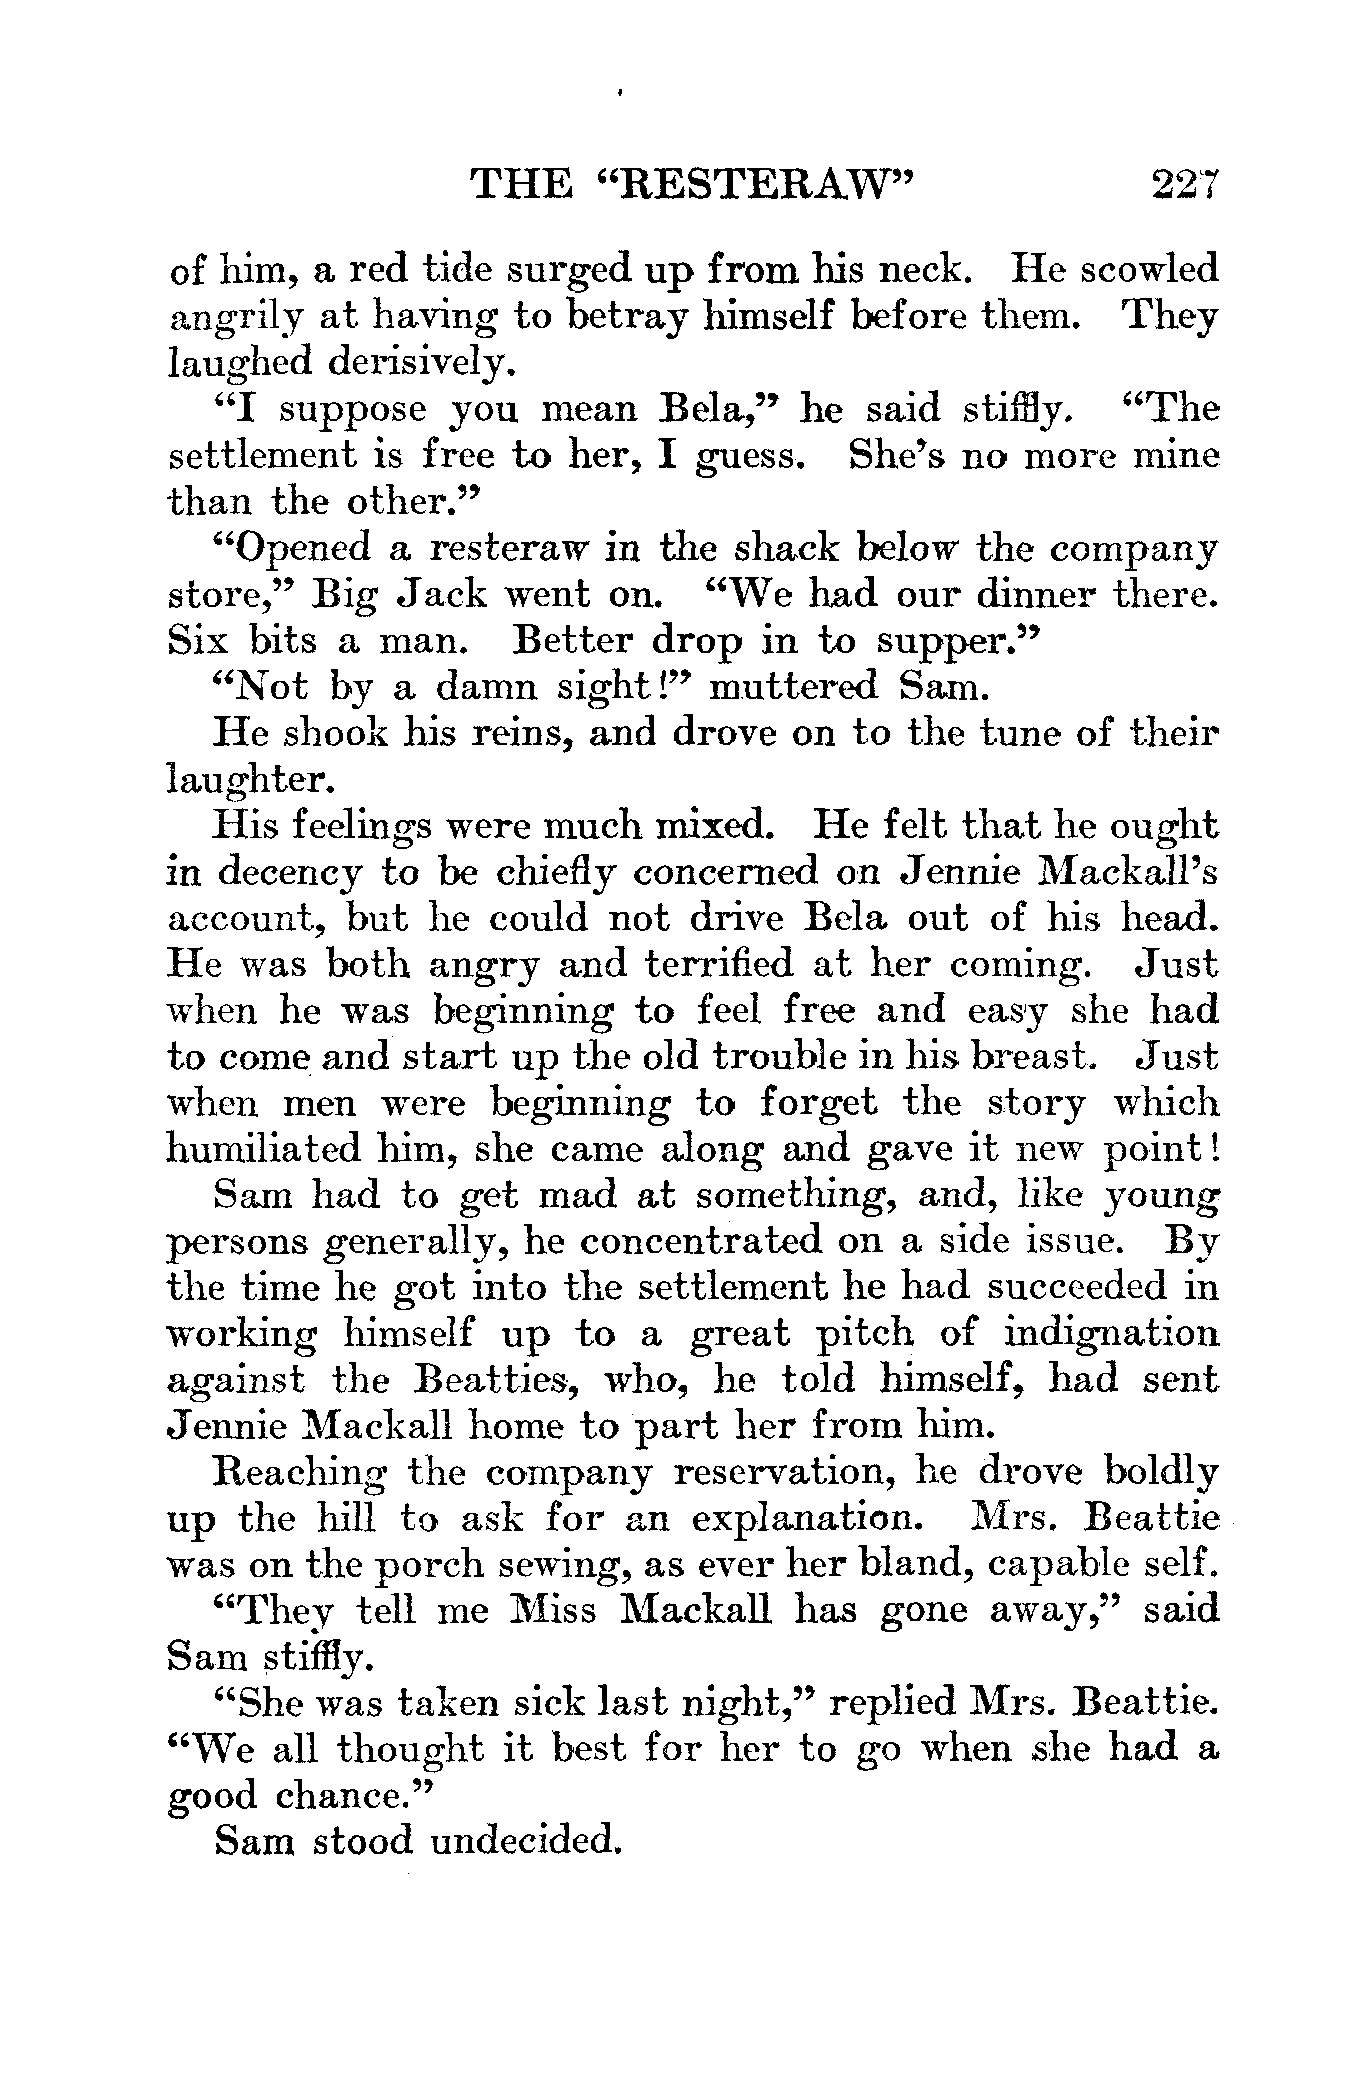 THE “RESTERAW” 227
of him, a red tide surged up from his neck. He scowled
angrily at having to betray himself before them. They
laughed derisively.
“I suppose you mean Bela,” he said stiffly. “The
settlement is free to her, I guess. She’s no more mine
than the other.”
“Opened a resteraw in the shack below the company
store,” Big Jack went on. “We had our dinner there.
Six bits a man. Better drop in to supper.”
“Not by a damn sight!” muttered Sam.
He shook his reins, and drove on to the tune of their
laughter.
His feelings were much mixed. He felt that he ought
in decency to be chiefly concerned on Jennie Mackall’s
account, but he could not drive Bela out of his head.
He was both angry and terrified at her coming. Just
when he was beginning to feel free and easy she had
to come and start up the old trouble in his breast. Just
when men were beginning to forget the story which
humiliated him, she came along and gave it new point!
Sam had to get mad at something, and, like young
persons generally, he concentrated on a side issue. By
the time he got into the settlement he had succeeded in
working himself up to a great pitch of indignation
against the Beatties, who, he told himself, had sent
Jennie Mackall home to part her from him.
Reaching the company reservation, he drove boldly
up the hill to ask for an explanation. Mrs. Beattie
was on the porch sewing, as ever her bland, capable self.
“They tell me Miss Mackall has gone away,” said
Sam stiffly.
“She was taken sick last night,” replied Mrs. Beattie.
“We all thought it best for her to go when she had a
good chance.”
Sam stood undecided.